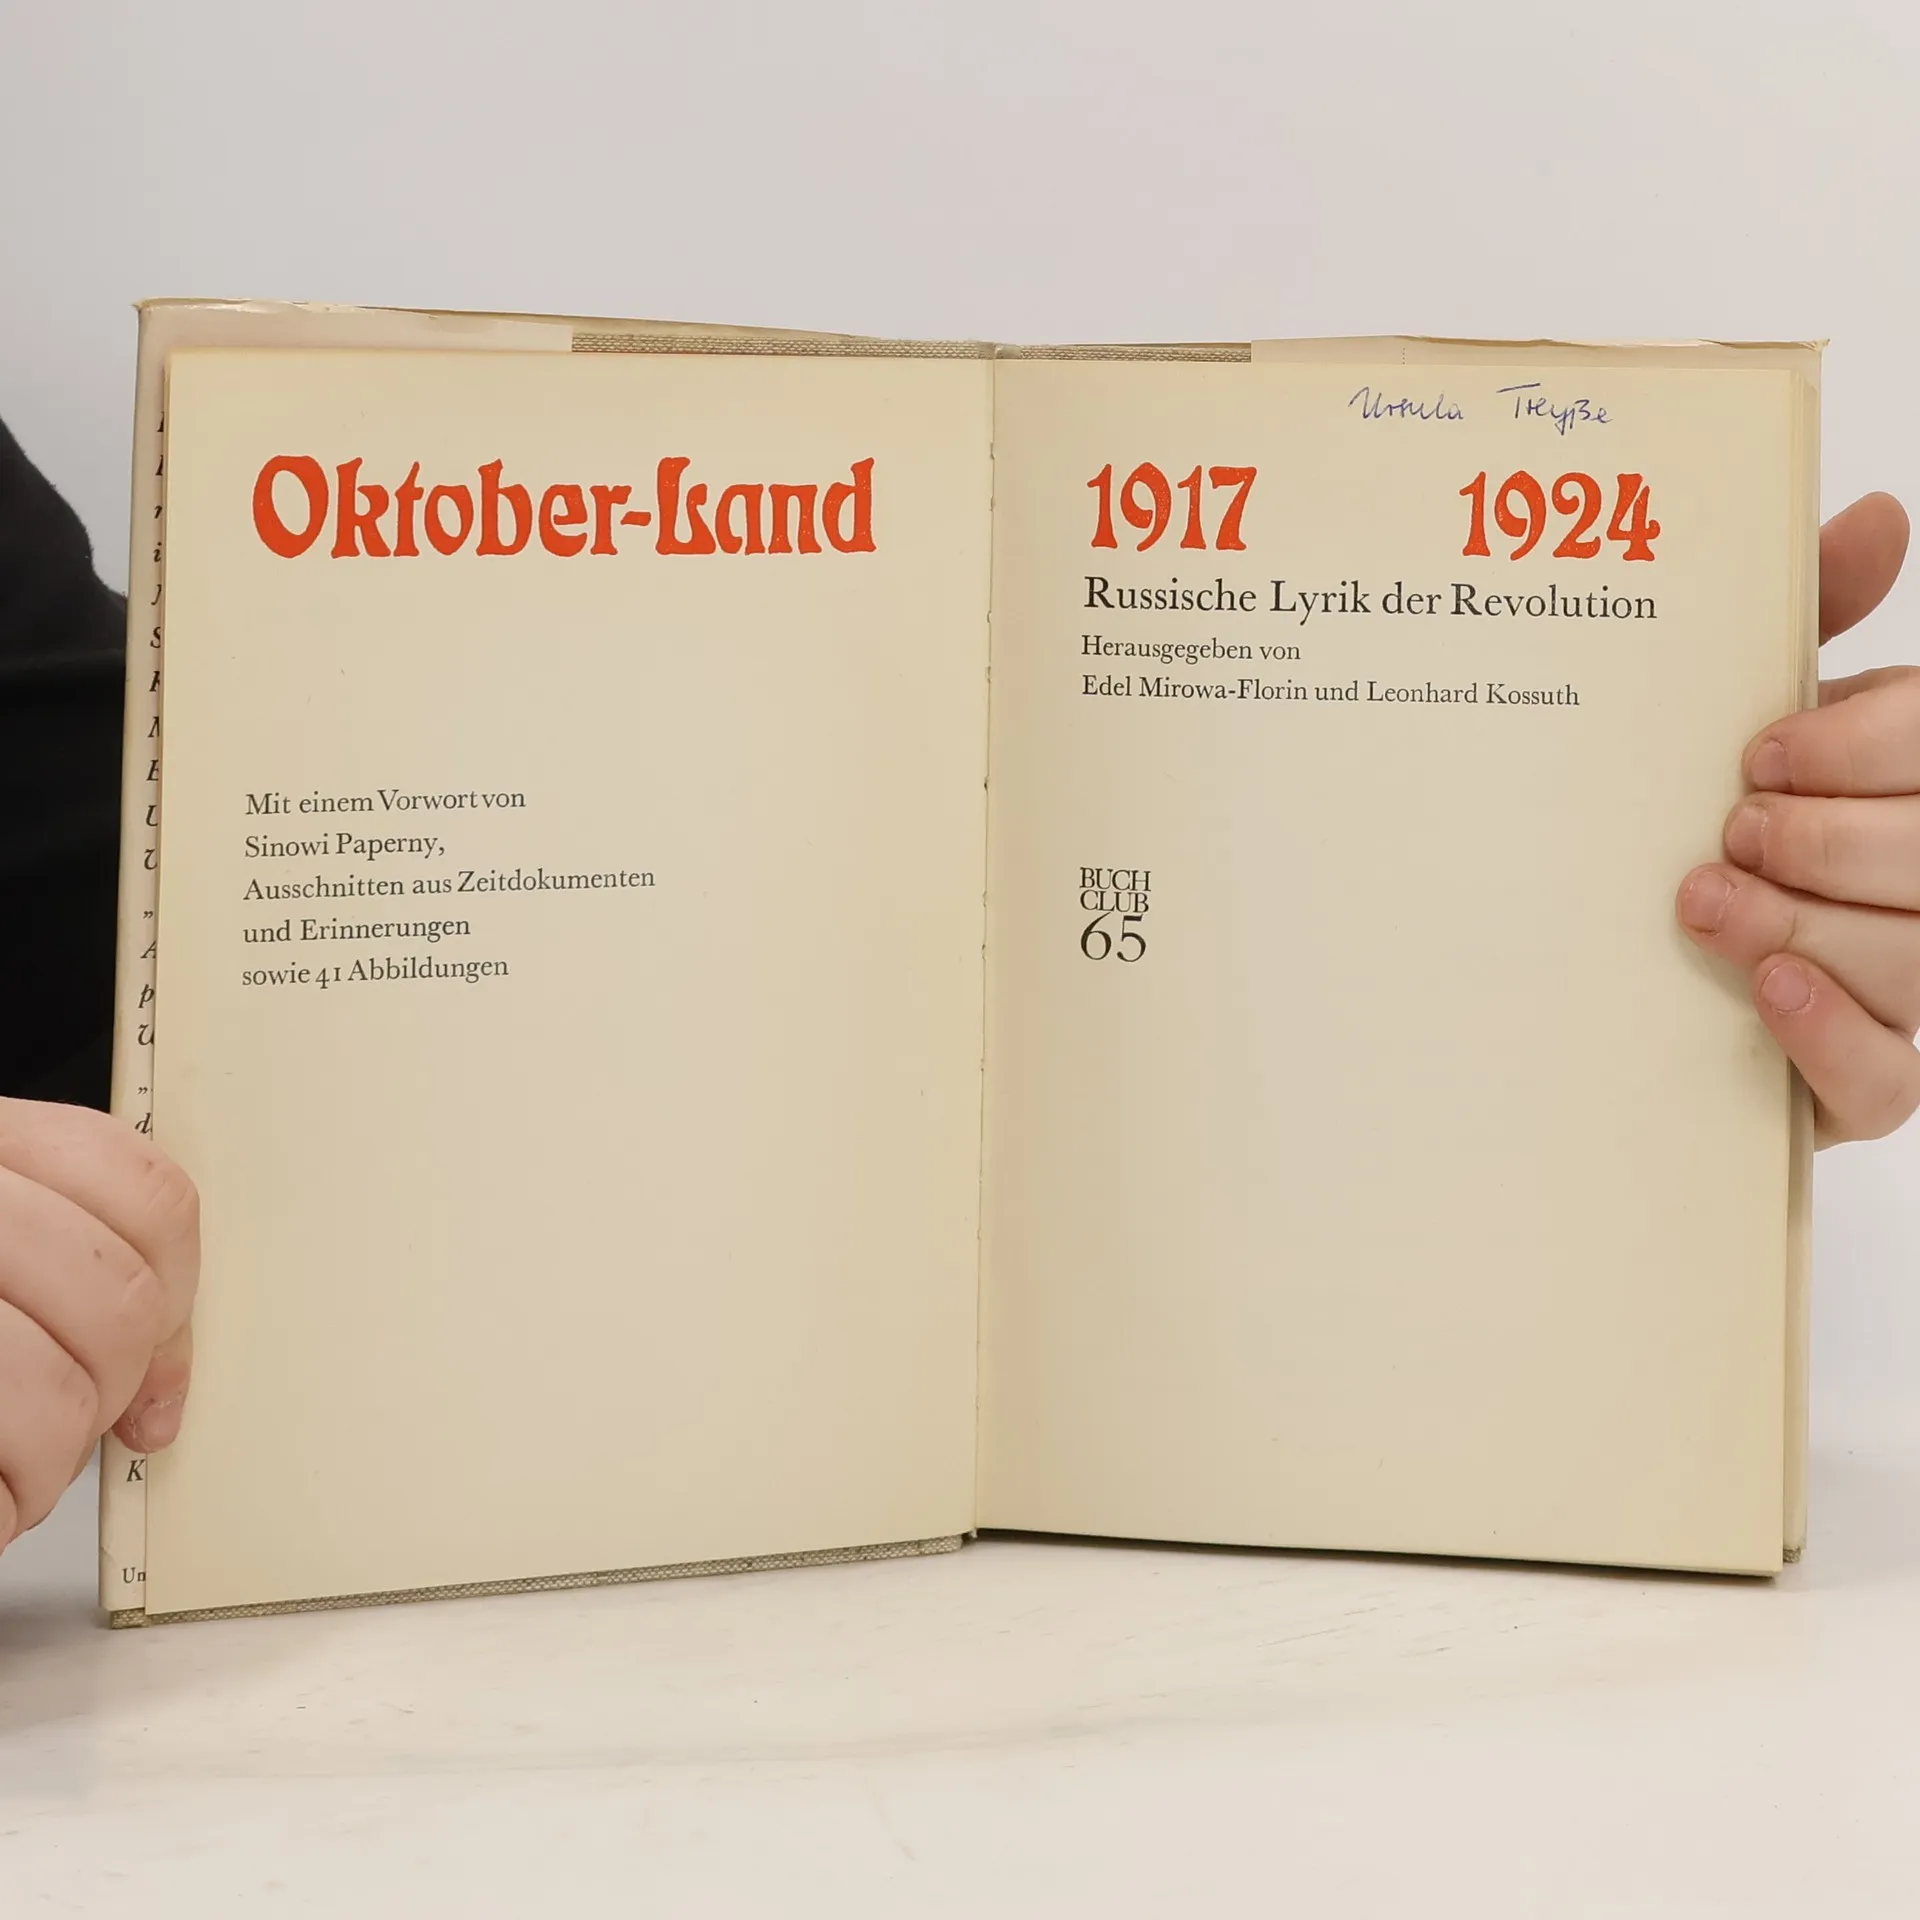 Oktober-Land
Mit einem Vorwort von
Sinowi Paperny,
Ausschnitten aus Zeitdokumenten
und Erinnerungen
sowie 41 Abbildungen
Ursula
1917 1924
Russische Lyrik der Revolution
Herausgegeben von
Edel Mirowa-Florin und Leonhard Kossuth
BUCH
CLUB
65